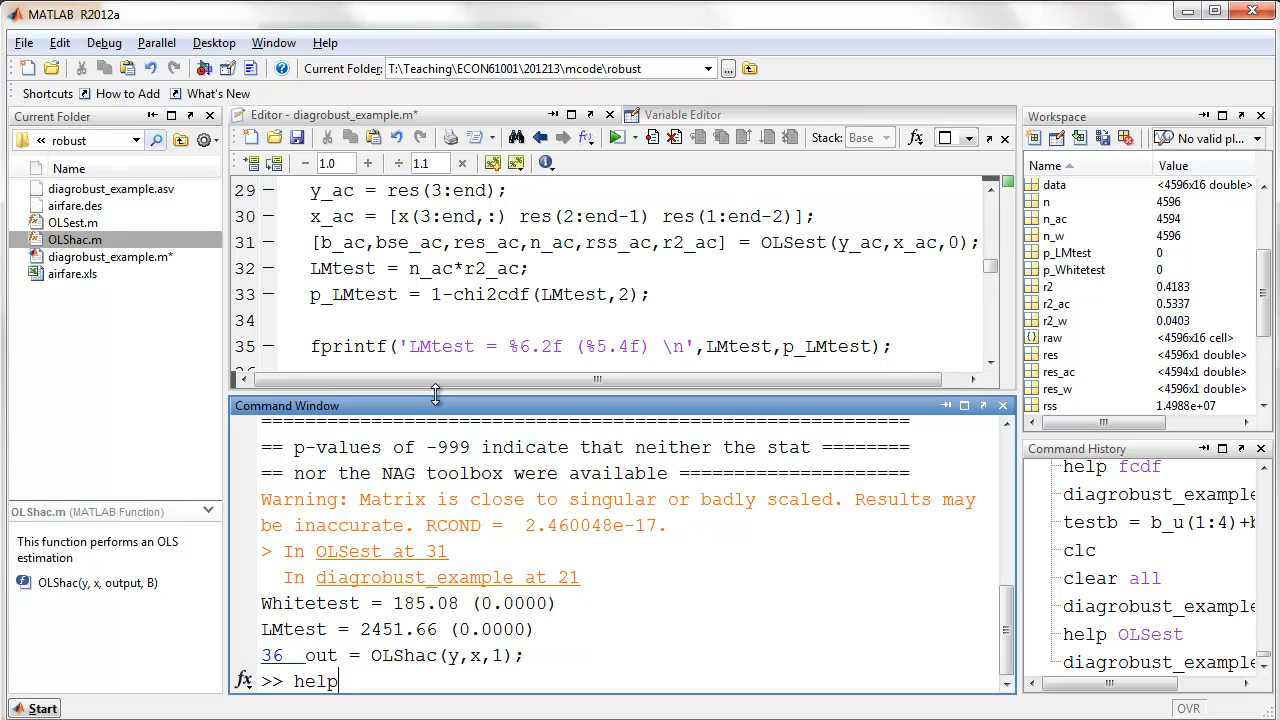 MATLAB R2012a
File Edit Debug Parallel Desktop Window Help
Current Folder: T:\Teaching\ECON61001\201213\mcode\robust
Shortcuts How to Add What's New
Current Folder
« robust
Name
diagrobust_example.asv
airfare.des
OLSest.m
OLShac.m
diagrobust_example.m*
airfare.xls
OLShac.m (MATLAB Function)
This function performs an OLS
estimation
OLShac(y, x, output, B)
Editor - diagrobust_example.m*
Variable Editor
Stack: Base
1.0
1.1
29 y_ac = res(3:end);
30 x_ac = [x(3:end,:) res(2:end-1) res(1:end-2)];
31 [b_ac,bse_ac,res_ac,n_ac,rss_ac,r2_ac] = OLSest(y_ac,x_ac,0);
32 LMtest = n_ac*r2_ac;
33 p_LMtest = 1-chi2cdf(LMtest,2);
34
35 fprintf('LMtest = %6.2f (%5.4f) \n',LMtest,p_LMtest);
Command Window
== p-values of -999 indicate that neither the stat ========
== nor the NAG toolbox were available =====================
Warning: Matrix is close to singular or badly scaled. Results may
be inaccurate. RCOND =  2.460048e-17.
> In OLSest at 31
In diagrobust_example at 21
Whitetest = 185.08 (0.0000)
LMtest = 2451.66 (0.0000)
36 out = OLShac(y,x,1);
fx >> help
Workspace
No valid pl...
Name Value
data <4596x16 double>
n 4596
n_ac 4594
n_w 4596
p_LMtest 0
p_Whitetest 0
r2 0.4183
r2_ac 0.5337
r2_w 0.0403
raw <4596x16 cell>
res <4596x1 double>
res_ac <4594x1 double>
res_w <4596x1 double>
rss 1.4988e+07
Command History
help fcdf
diagrobust_example
testb = b_u(1:4)+b
clc
clear all
diagrobust_example
help OLSest
diagrobust_example
Start
OVR